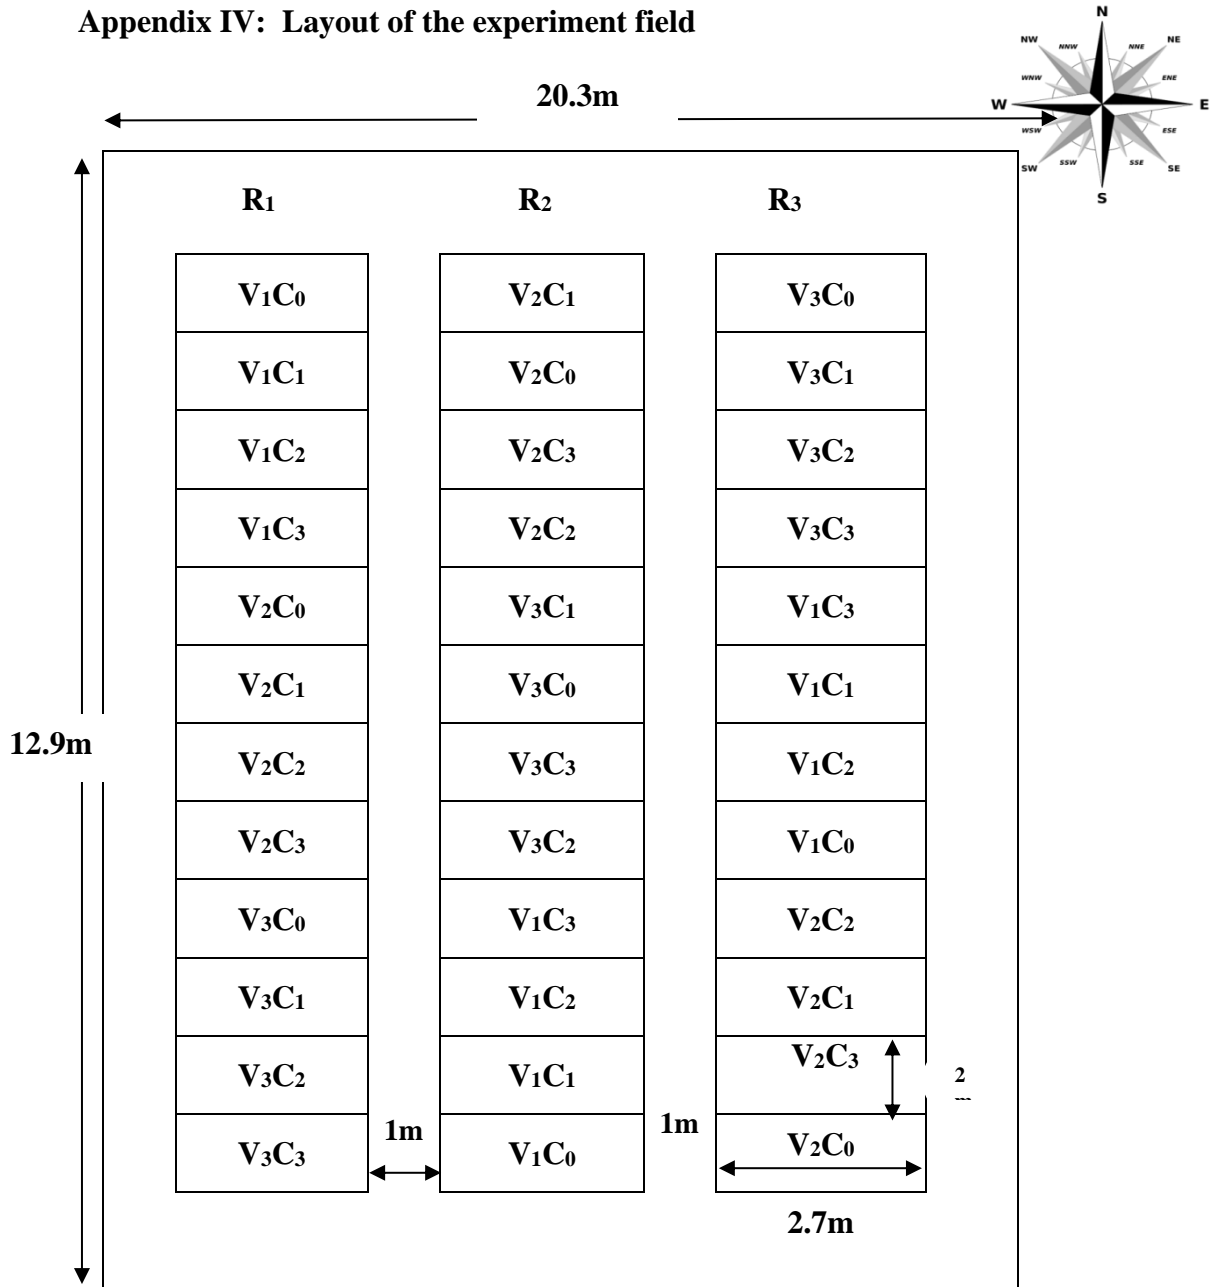 Appendix IV: Layout of the experiment field
N
NW NNW NNE NE
WNW ENE
W E
WSW ESE
SW SSW SSE SE
S
20.3m
R1 R2 R3
V1C0 V2C1 V3C0
V1C1 V2C0 V3C1
V1C2 V2C3 V3C2
V1C3 V2C2 V3C3
V2C0 V3C1 V1C3
V2C1 V3C0 V1C1
12.9m
V2C2 V3C3 V1C2
V2C3 V3C2 V1C0
V3C0 V1C3 V2C2
V3C1 V1C2 V2C1
V3C2 V1C1 V2C3 2
1m 1m
V3C3 V1C0 V2C0
2.7m